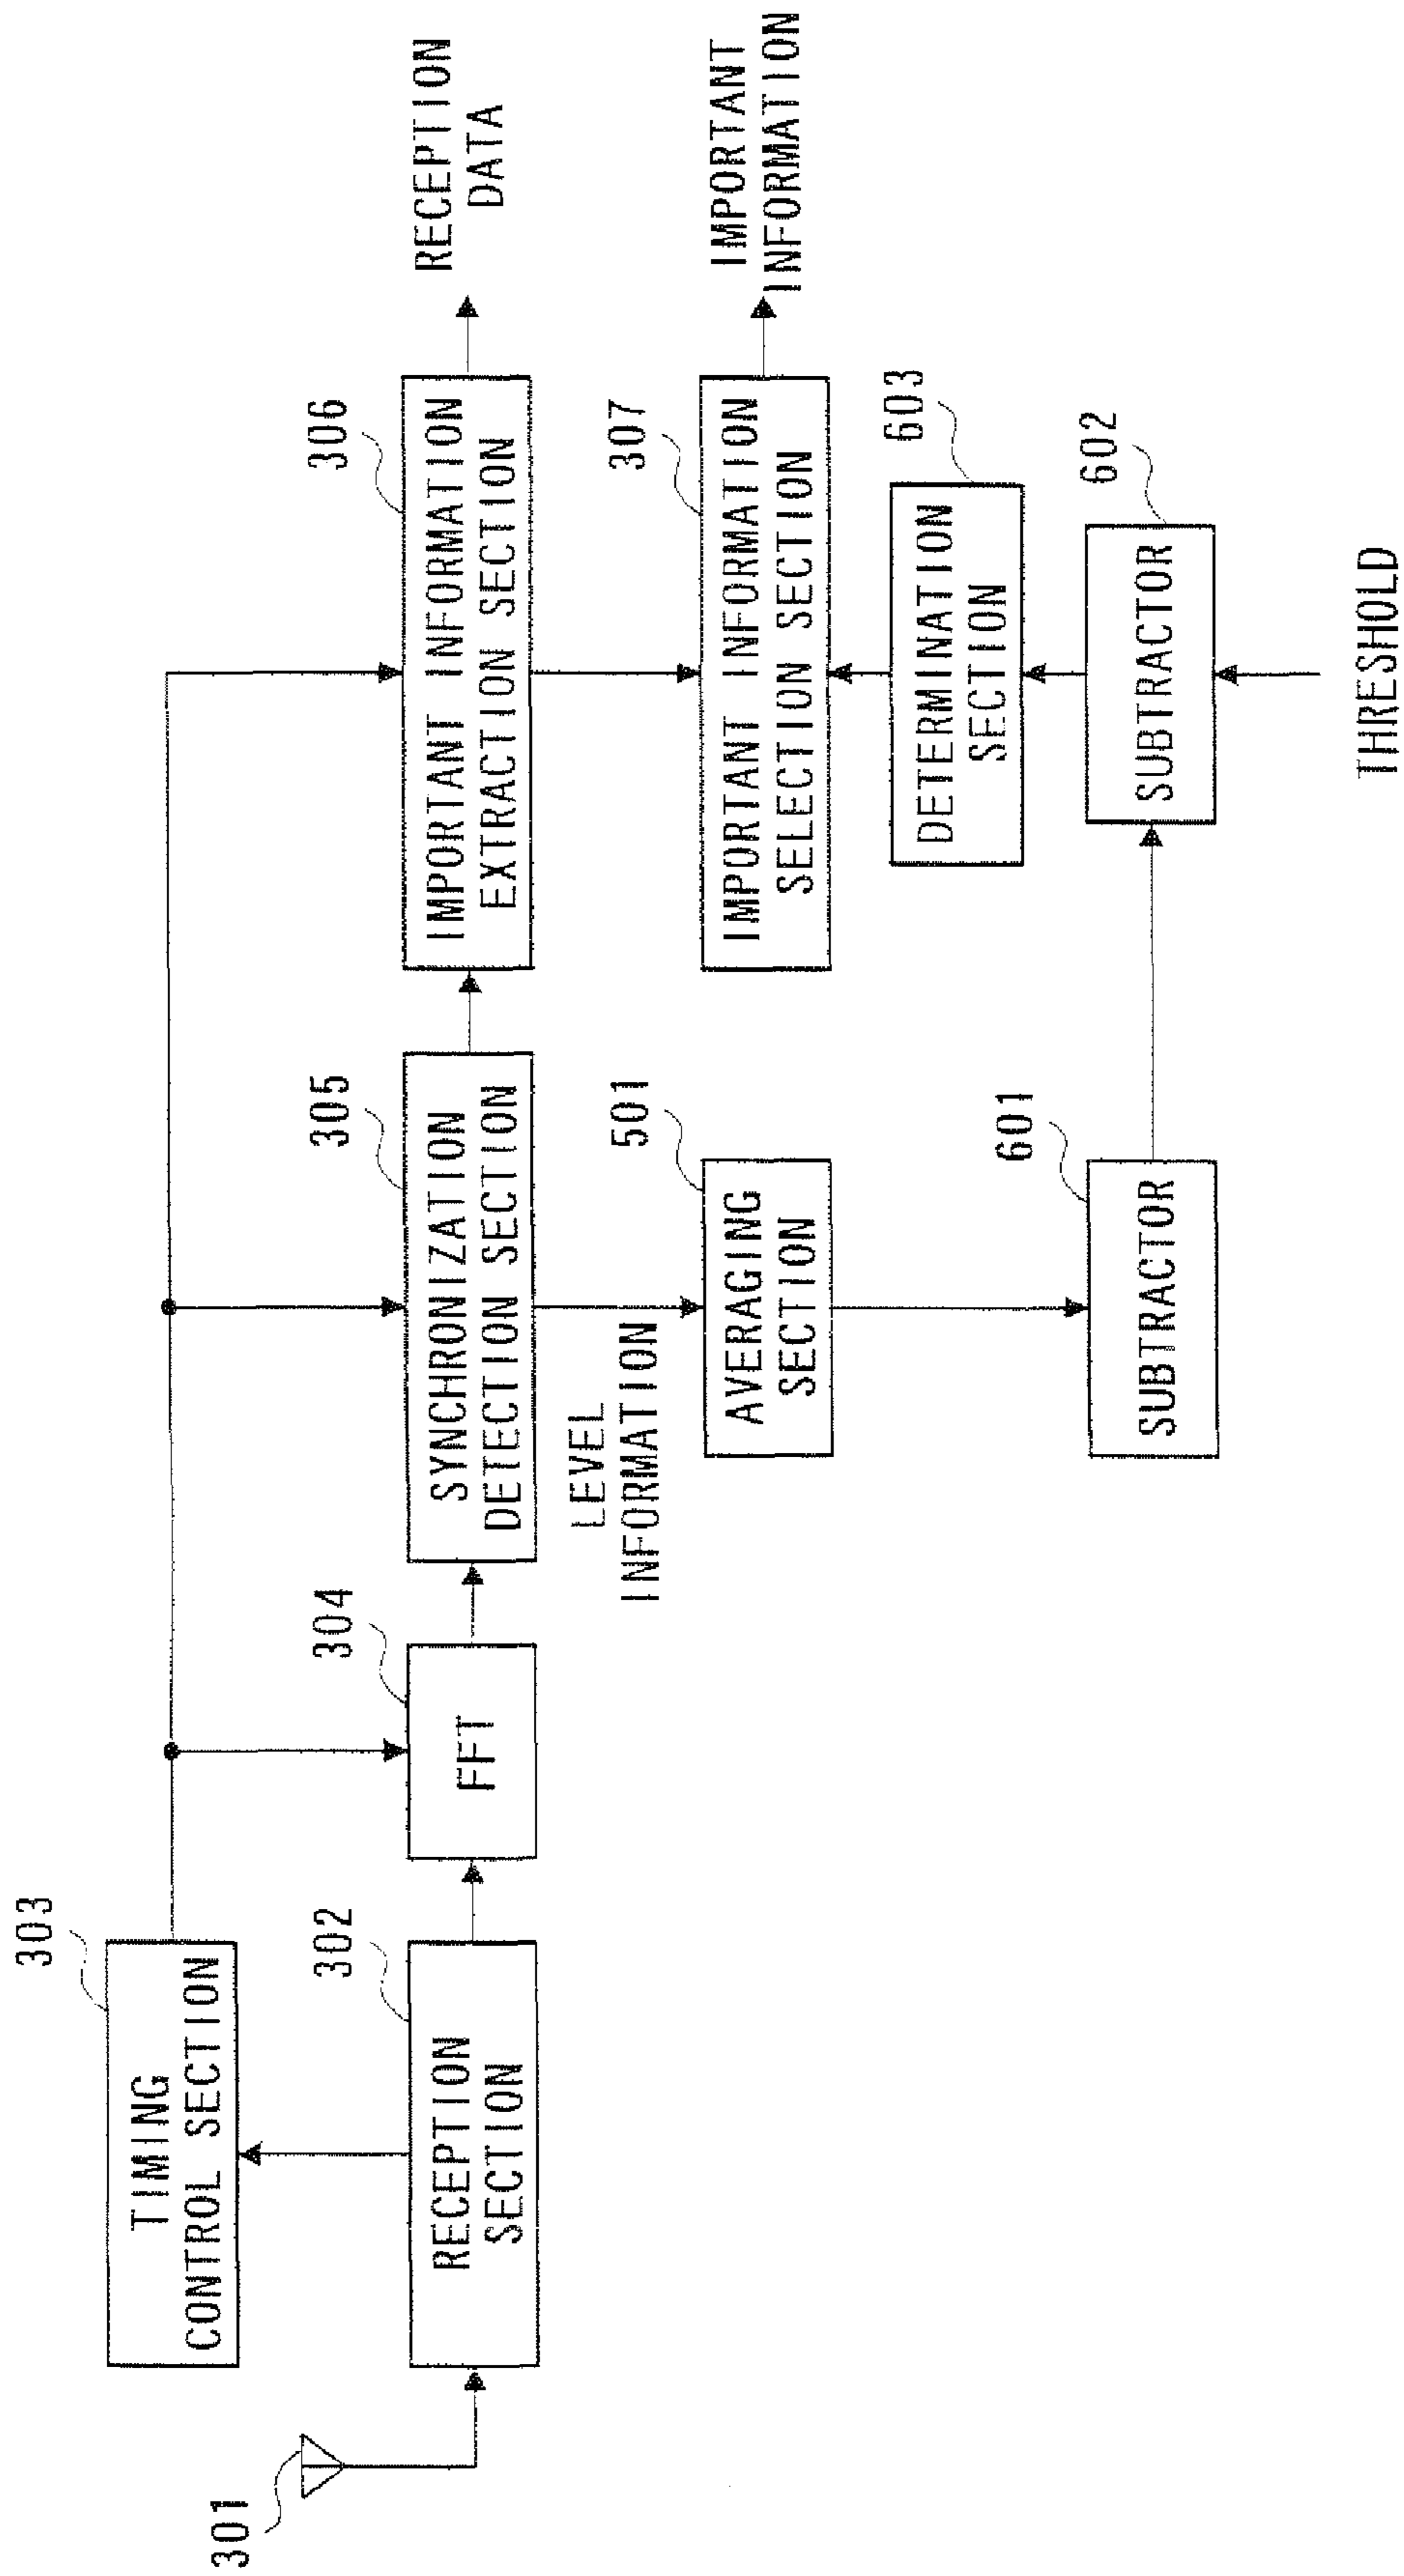 303
TIMING
CONTROL SECTION
301
302
RECEPTION
SECTION
304
FFT
305
SYNCHRONIZATION
DETECTION SECTION
306
IMPORTANT INFORMATION
EXTRACTION SECTION
RECEPTION
DATA
LEVEL
INFORMATION
501
AVERAGING
SECTION
307
IMPORTANT INFORMATION
SELECTION SECTION
IMPORTANT
INFORMATION
603
DETERMINATION
SECTION
601
SUBTRACTOR
602
SUBTRACTOR
THRESHOLD